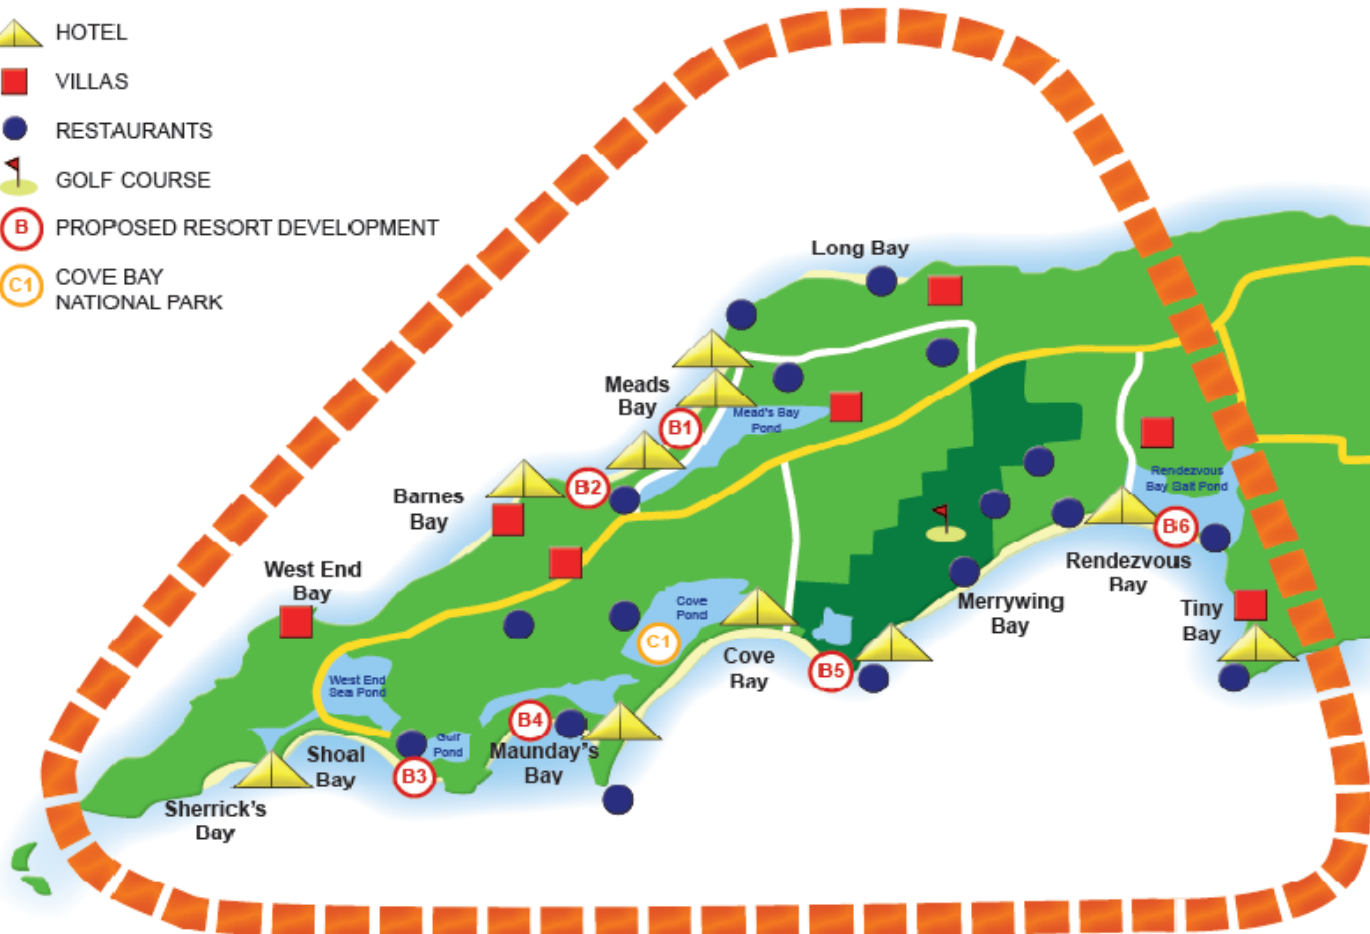 HOTEL
VILLAS
RESTAURANTS
GOLF COURSE
B PROPOSED RESORT DEVELOPMENT
C1 COVE BAY
NATIONAL PARK
Long Bay
Meads
Bay
B1
Mead's Bay
Pond
B2
Barnes
Bay
Rendezvous
Bay Salt Pond
B6
Rendezvous
Bay
West End
Bay
Merrywing
Bay
Tiny
Bay
Cove
Pond
C1
Cove
Bay
B5
West End
Sea Pond
B4
Maunday's
Bay
Gulf
Pond
B3
Shoal
Bay
Sherrick's
Bay